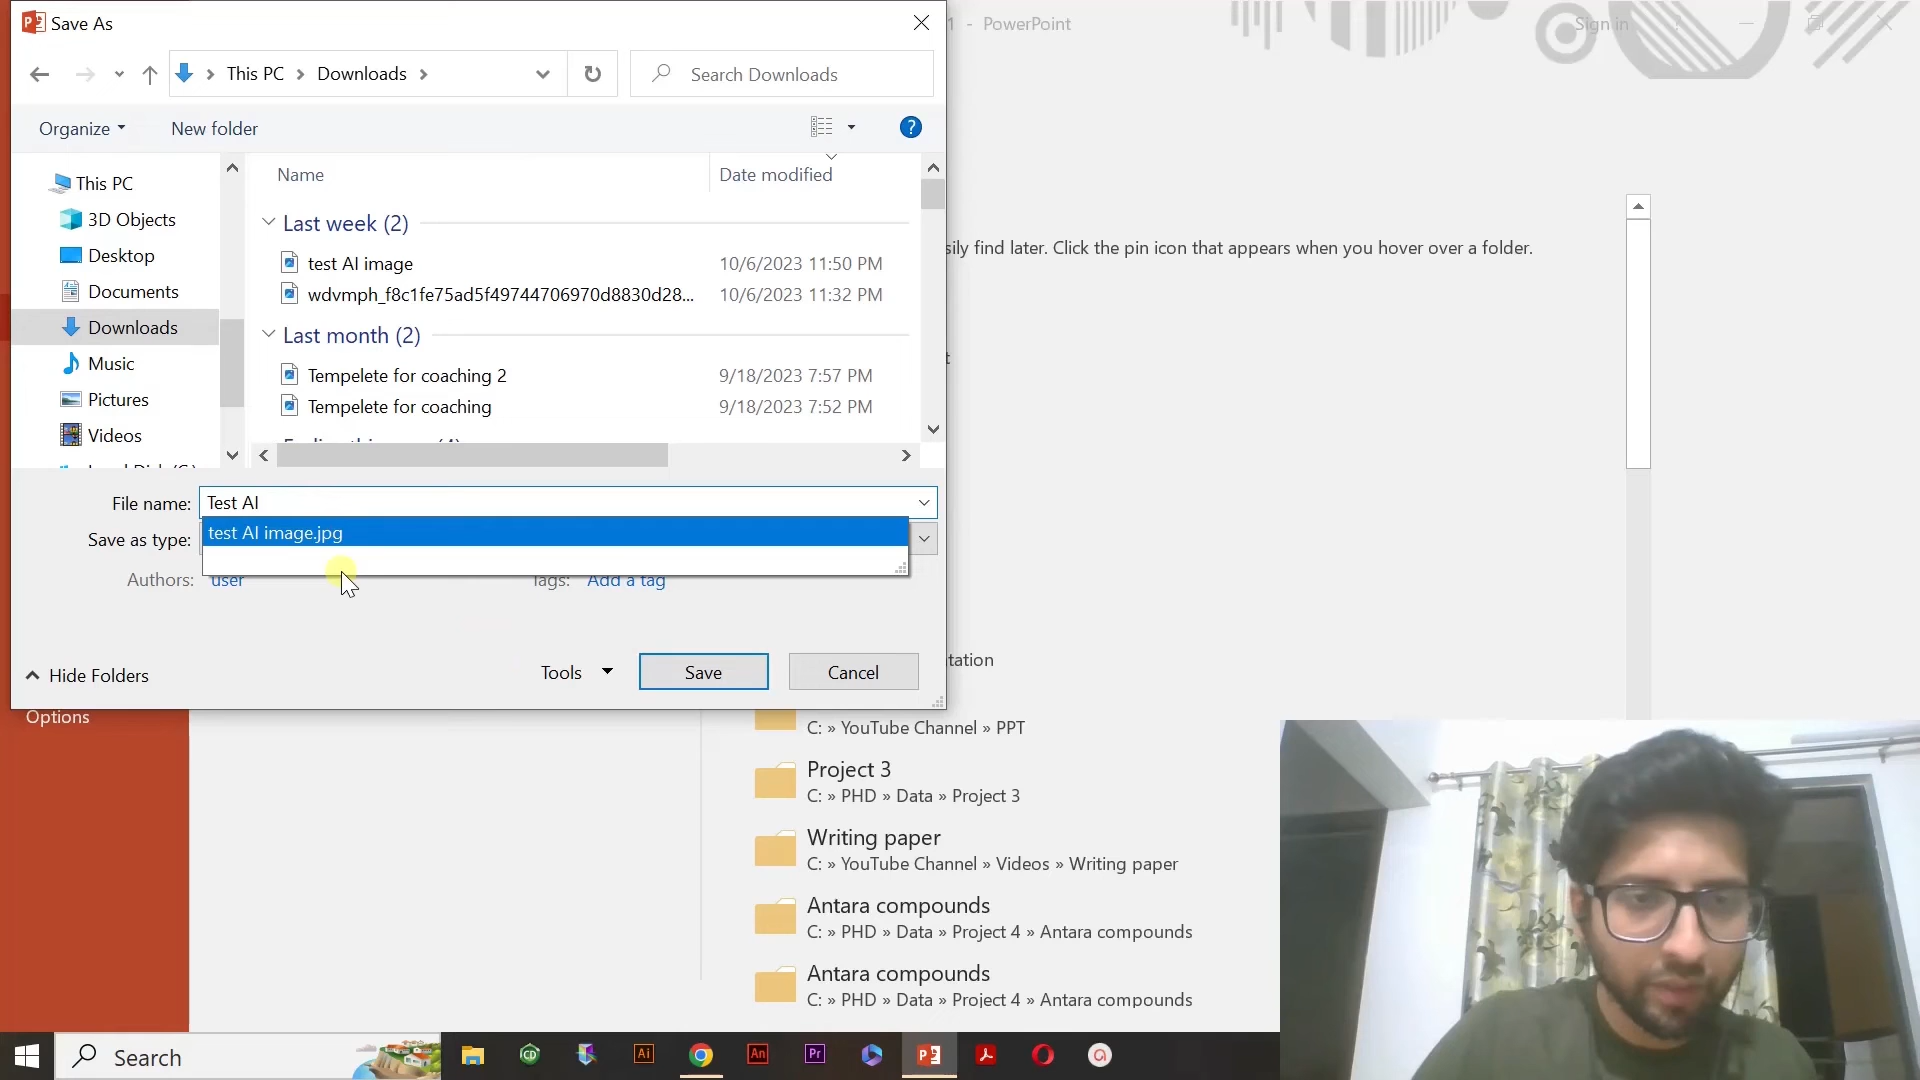 Save As
1 - PowerPoint
Sign in
This PC
Downloads
Search Downloads
Organize
New folder
?
This PC
3D Objects
Desktop
Documents
Downloads
Music
Pictures
Videos
Name
Date modified
Last week (2)
test AI image 10/6/2023 11:50 PM
wdvmph_f8c1fe75ad5f49744706970d8830d28... 10/6/2023 11:32 PM
Last month (2)
Tempelete for coaching 2 9/18/2023 7:57 PM
Tempelete for coaching 9/18/2023 7:52 PM
sily find later. Click the pin icon that appears when you hover over a folder.
File name: Test AI
test AI image.jpg
Save as type:
Authors: user
Tags: Add a tag
Hide Folders
Tools
Save
Cancel
tation
Options
C: » YouTube Channel » PPT
Project 3
C: » PHD » Data » Project 3
Writing paper
C: » YouTube Channel » Videos » Writing paper
Antara compounds
C: » PHD » Data » Project 4 » Antara compounds
Antara compounds
C: » PHD » Data » Project 4 » Antara compounds
Search
CD
Ai
An
Pr
P